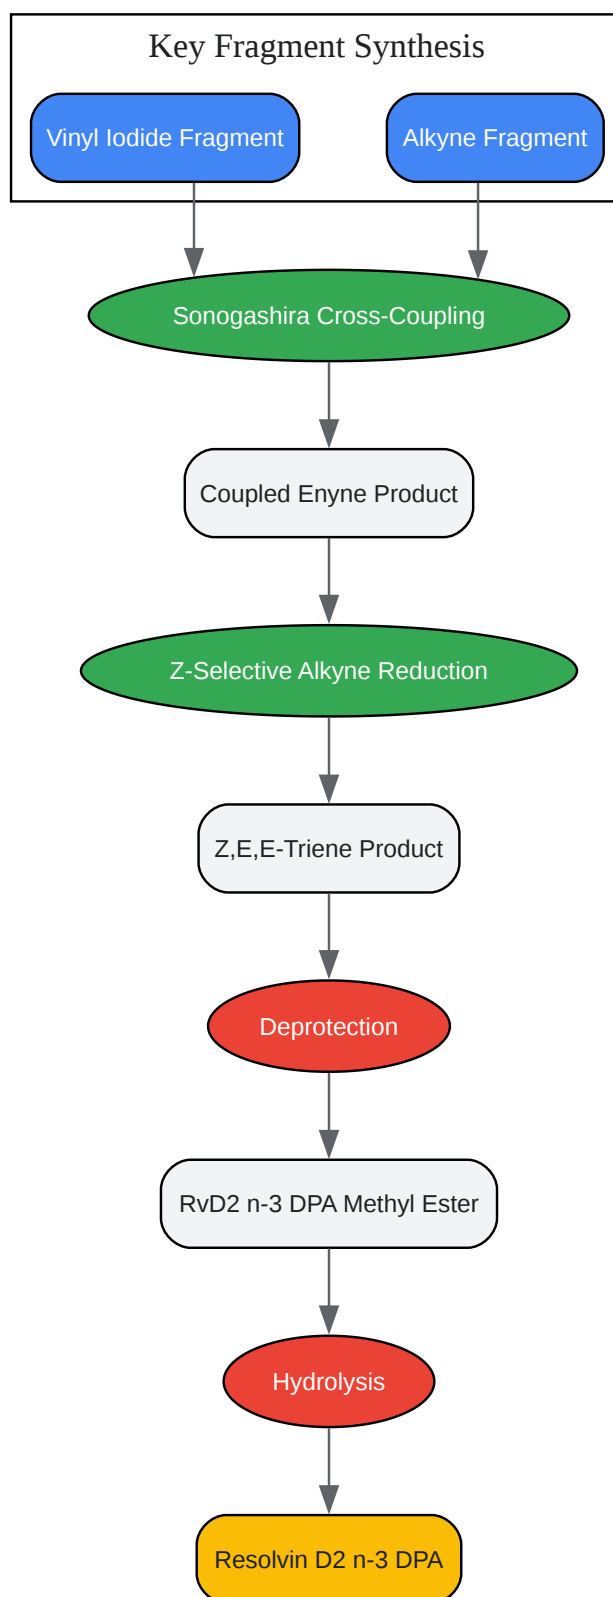 Key Fragment Synthesis
Vinyl Iodide Fragment
Alkyne Fragment
Sonogashira Cross-Coupling
Coupled Enyne Product
Z-Selective Alkyne Reduction
Z,E,E-Triene Product
Deprotection
RvD2 n-3 DPA Methyl Ester
Hydrolysis
Resolvin D2 n-3 DPA